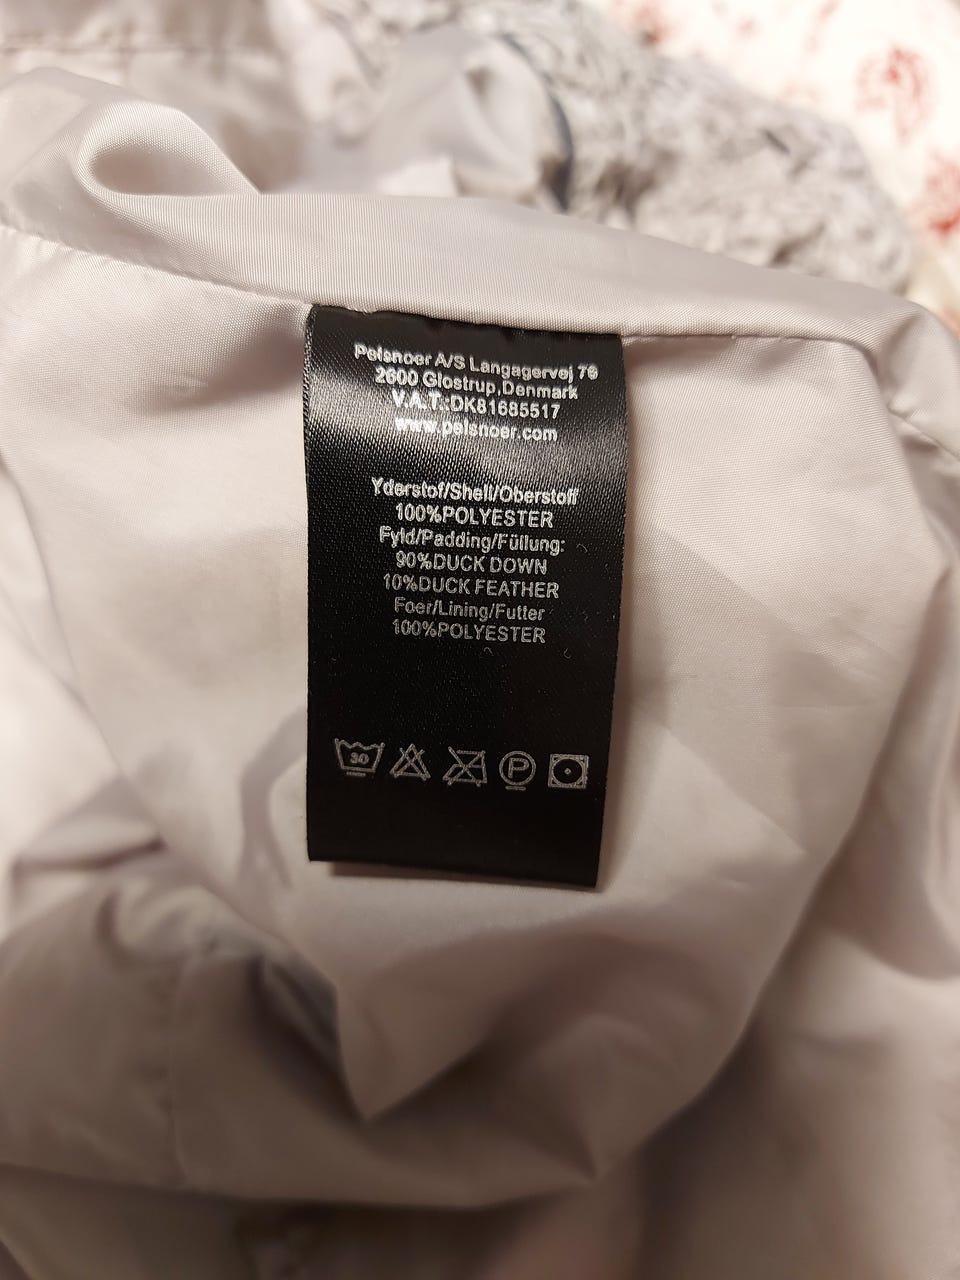 Pelsnoer A/S Langagervej 76
2600 Glostrup,Denmark
V.A.T.:DK81685517
www.pelsnoer.com
Yderstof/Shell/Oberstoff
100%POLYESTER
Fyld/Padding/Füllung:
90%DUCK DOWN
10%DUCK FEATHER
Foer/Lining/Futter
100%POLYESTER
30 P